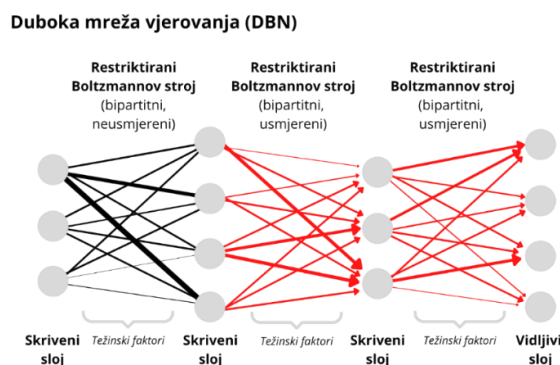 Duboka mreža vjerovanja (DBN)
Restriktirani
Boltzmannov stroj
(bipartitni,
neusmjereni)
Restriktirani
Boltzmannov stroj
(bipartitni,
usmjereni)
Restriktirani
Boltzmannov stroj
(bipartitni,
usmjereni)
Skriveni
sloj
Težinski faktori
Skriveni
sloj
Težinski faktori
Skriveni
sloj
Težinski faktori
Vidljivi
sloj